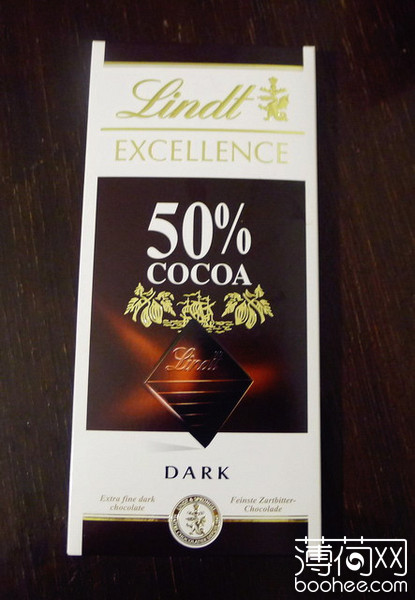 Lindt
EXCELLENCE
50%
COCOA
Lindt
DARK
Extra fine dark
chocolate
Feinste Zartbitter-
Chocolade
薄荷网
boohee.com